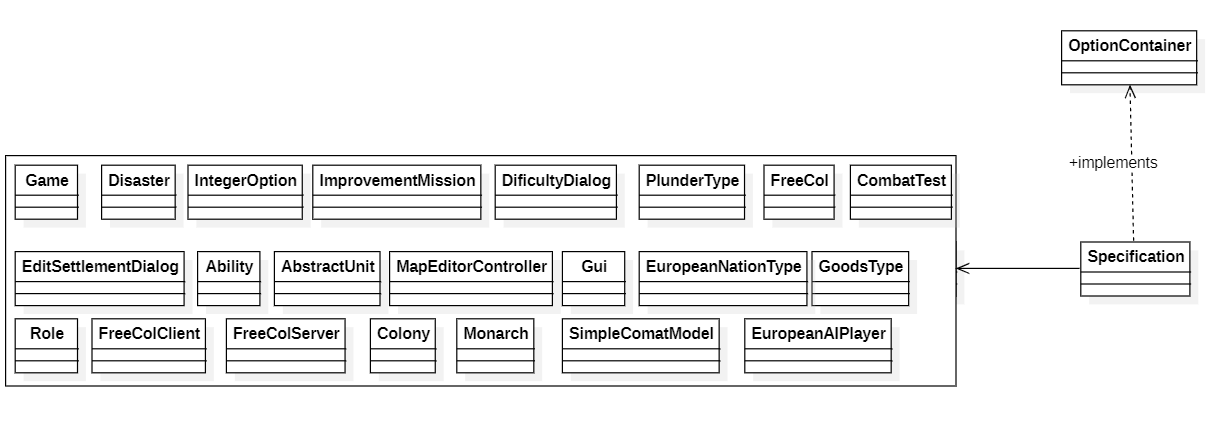 OptionContainer
+implements
Game Disaster IntegerOption ImprovementMission DificultyDialog PlunderType FreeCol CombatTest
EditSettlementDialog Ability AbstractUnit MapEditorController Gui EuropeanNationType GoodsType
Specification
Role FreeColClient FreeColServer Colony Monarch SimpleComatModel EuropeanAIPlayer